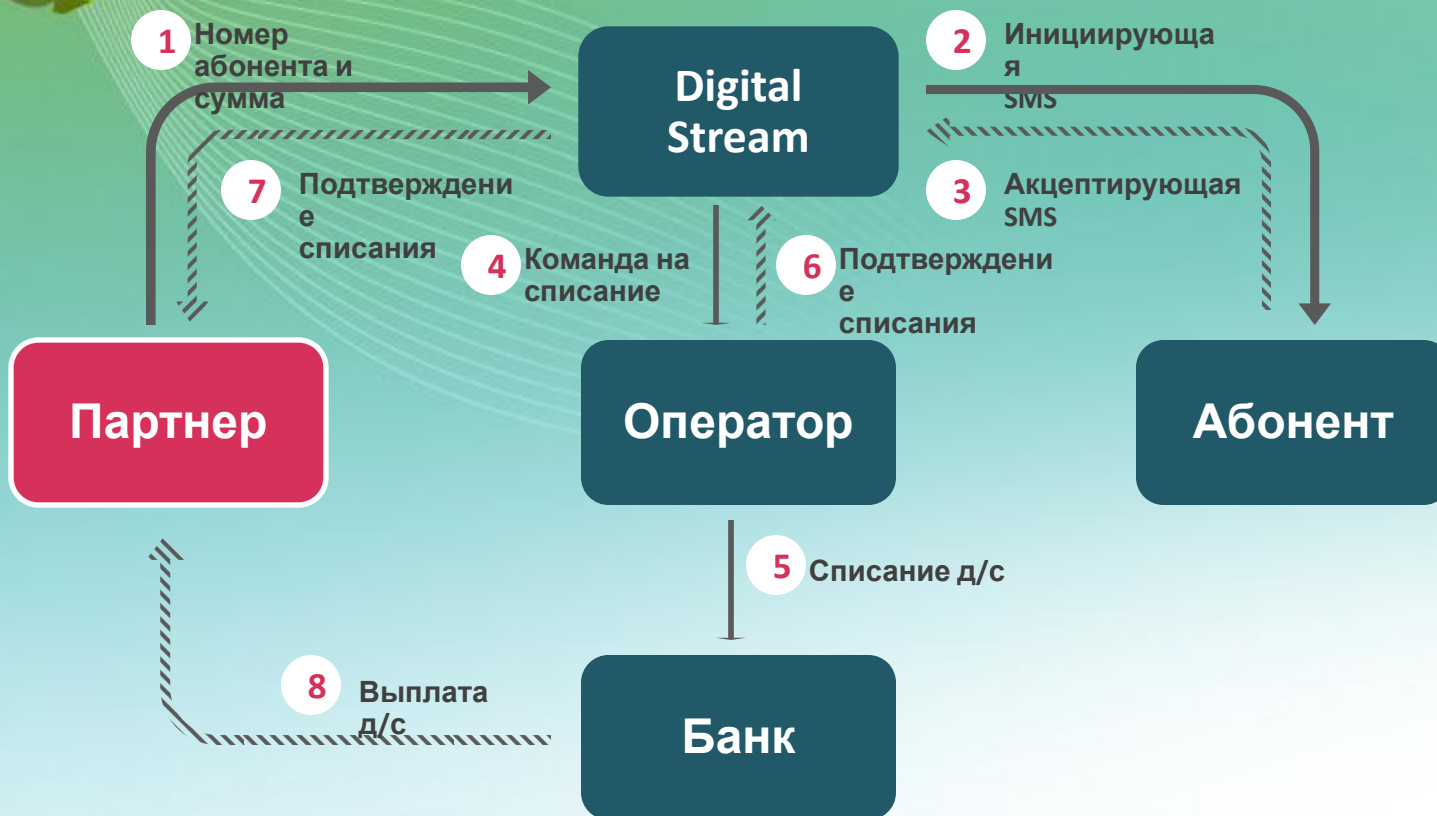 1
Номер
абонента и
сумма
Digital
Stream
2
Инициирующа
я
SMS
7
Подтверждени
е
списания
3
Акцептирующая
SMS
4
Команда на
списание
6
Подтверждени
е
списания
Партнер
Оператор
Абонент
5
Списание д/с
8
Выплата
д/с
Банк